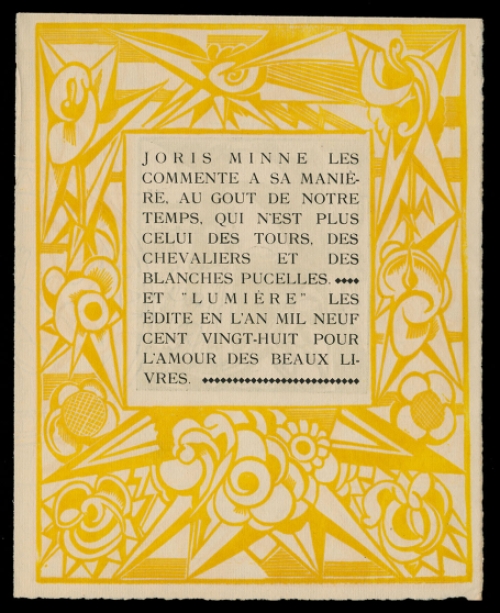 JORIS MINNE LES
COMMENTE A SA MANIÈ-
RE, AU GOUT DE NOTRE
TEMPS, QUI N'EST PLUS
CELUI DES TOURS, DES
CHEVALIERS ET DES
BLANCHES PUCELLES.
ET "LUMIÈRE" LES
ÉDITE EN L'AN MIL NEUF
CENT VINGT-HUIT POUR
L'AMOUR DES BEAUX LI-
VRES.